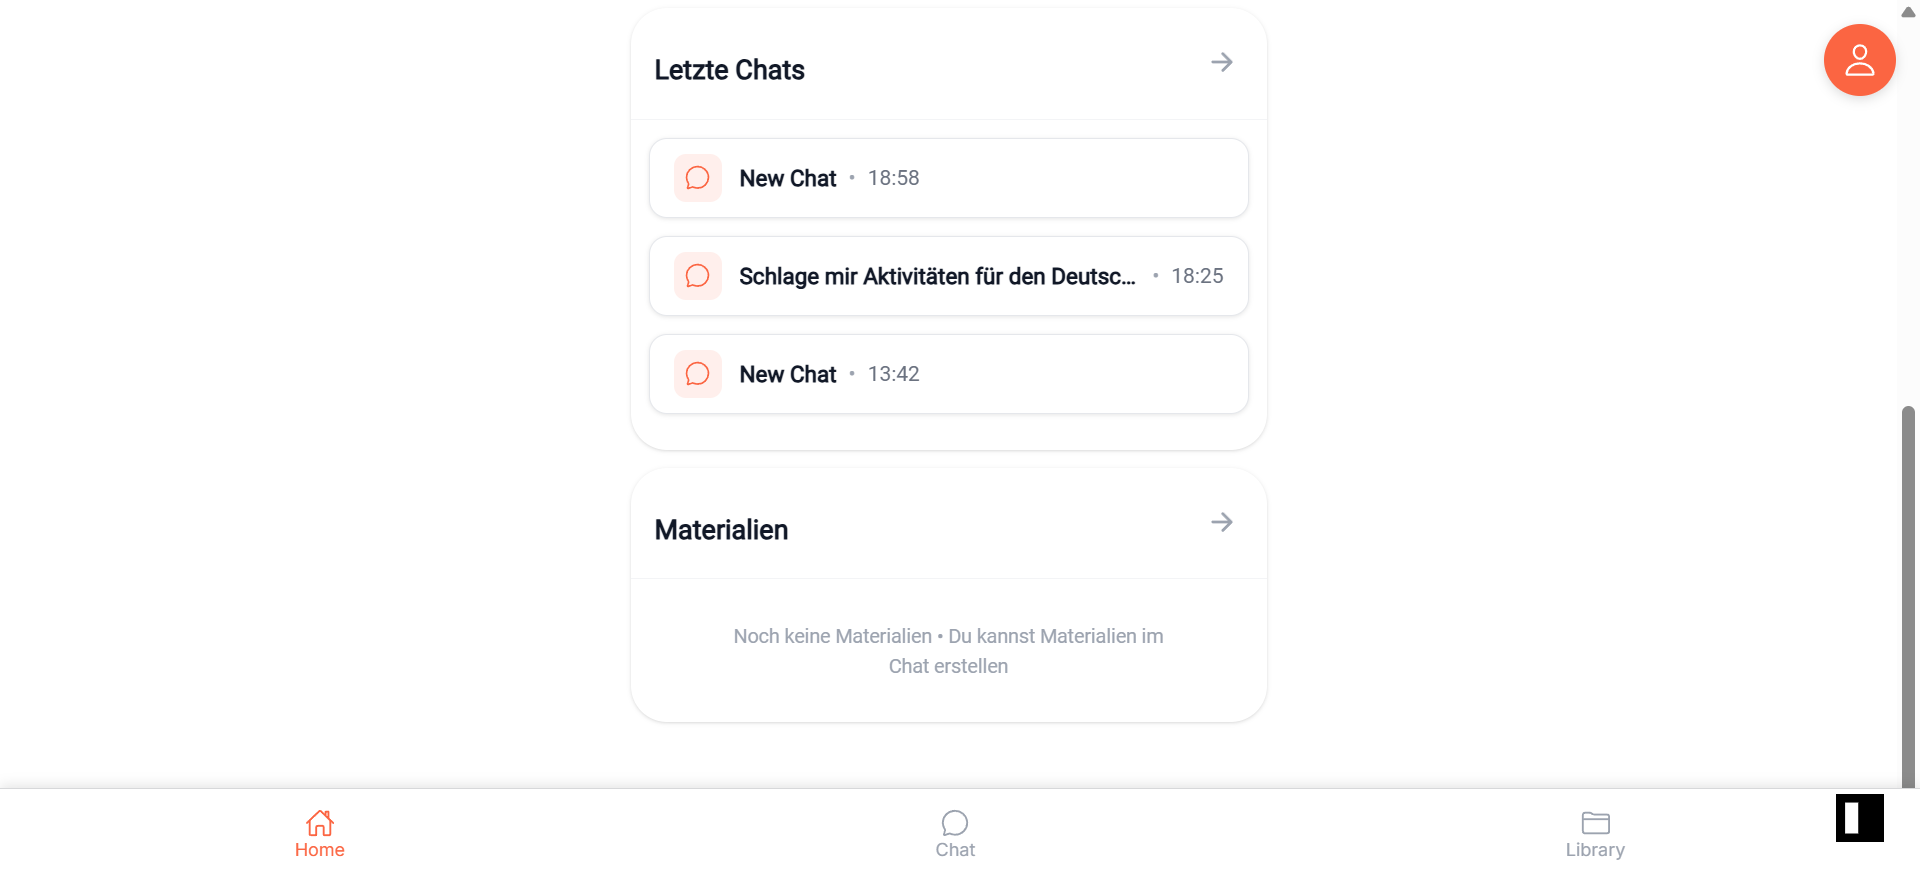 Letzte Chats
New Chat • 18:58
Schlage mir Aktivitäten für den Deutsc... • 18:25
New Chat • 13:42
Materialien
Noch keine Materialien • Du kannst Materialien im
Chat erstellen
Home
Chat
Library